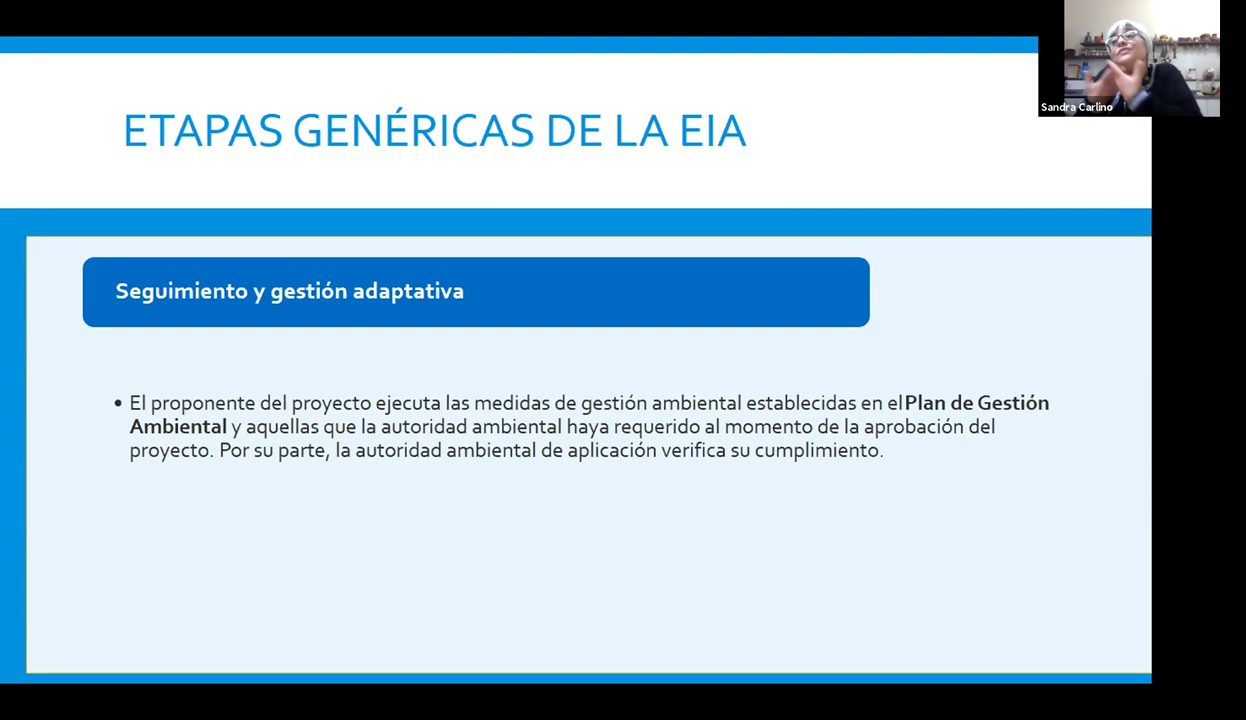 Sandra Carlino
ETAPAS GENÉRICAS DE LA EIA
Seguimiento y gestión adaptativa
• El proponente del proyecto ejecuta las medidas de gestión ambiental establecidas en el Plan de Gestión
Ambiental y aquellas que la autoridad ambiental haya requerido al momento de la aprobación del
proyecto. Por su parte, la autoridad ambiental de aplicación verifica su cumplimiento.